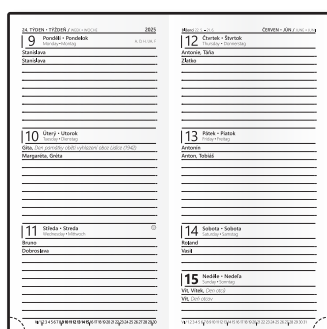 24. TÝDEN • TÝŽDEŇ / WEEK • WOCHE 2025
9 Pondělí • Pondelok
Monday • Montag
Stanislava
Stanislava
10 Úterý • Utorok
Tuesday • Dienstag
Gita, Den památky obětí vyhlazení obce Lidice (1942)
Margaréta, Gréta
11 Středa • Streda
Wednesday • Mittwoch
Bruno
Dobroslava
ČERVEN • JÚN / JUNE • JUNI
12 Čtvrtek • Štvrtok
Thursday • Donnerstag
Antonie, Táňa
Zlatko
13 Pátek • Piatok
Friday • Freitag
Antonín
Anton, Tobiáš
14 Sobota • Sobota
Saturday • Samstag
Roland
Vasil
15 Neděle • Nedeľa
Sunday • Sonntag
Vít, Vítek, Den otců
Vít, Deň otcov